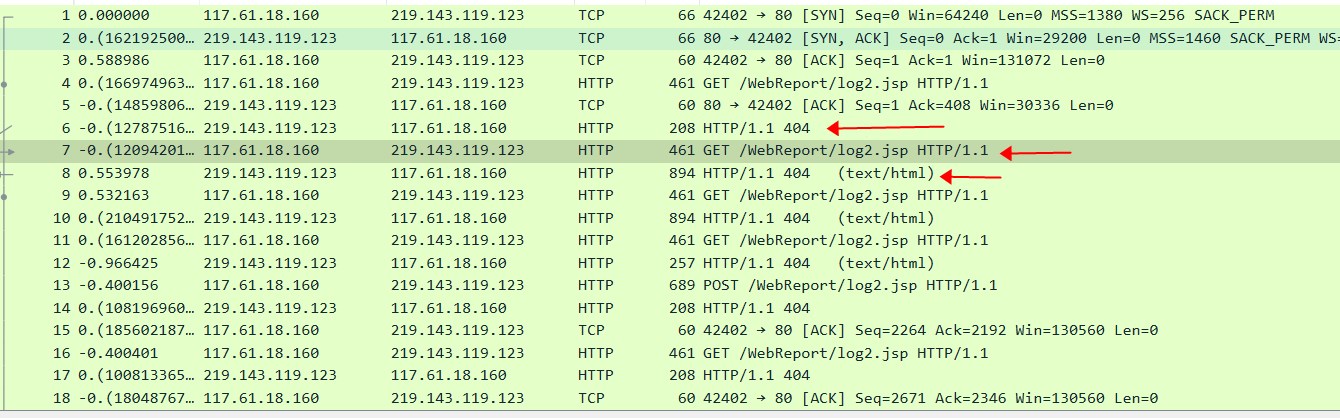 1 0.000000 117.61.18.160 219.143.119.123 TCP 66 42402 → 80 [SYN] Seq=0 Win=64240 Len=0 MSS=1380 WS=256 SACK_PERM
2 0.(162192500… 219.143.119.123 117.61.18.160 TCP 66 80 → 42402 [SYN, ACK] Seq=0 Ack=1 Win=29200 Len=0 MSS=1460 SACK_PERM WS=
3 0.588986 117.61.18.160 219.143.119.123 TCP 60 42402 → 80 [ACK] Seq=1 Ack=1 Win=131072 Len=0
4 0.(166974963… 117.61.18.160 219.143.119.123 HTTP 461 GET /WebReport/log2.jsp HTTP/1.1
5 -0.(14859806… 219.143.119.123 117.61.18.160 TCP 60 80 → 42402 [ACK] Seq=1 Ack=408 Win=30336 Len=0
6 -0.(12787516… 219.143.119.123 117.61.18.160 HTTP 208 HTTP/1.1 404
7 -0.(12094201… 117.61.18.160 219.143.119.123 HTTP 461 GET /WebReport/log2.jsp HTTP/1.1
8 0.553978 219.143.119.123 117.61.18.160 HTTP 894 HTTP/1.1 404 (text/html)
9 0.532163 117.61.18.160 219.143.119.123 HTTP 461 GET /WebReport/log2.jsp HTTP/1.1
10 0.(210491752… 219.143.119.123 117.61.18.160 HTTP 894 HTTP/1.1 404 (text/html)
11 0.(161202856… 117.61.18.160 219.143.119.123 HTTP 461 GET /WebReport/log2.jsp HTTP/1.1
12 -0.966425 219.143.119.123 117.61.18.160 HTTP 257 HTTP/1.1 404 (text/html)
13 -0.400156 117.61.18.160 219.143.119.123 HTTP 689 POST /WebReport/log2.jsp HTTP/1.1
14 0.(108196960… 219.143.119.123 117.61.18.160 HTTP 208 HTTP/1.1 404
15 0.(185602187… 117.61.18.160 219.143.119.123 TCP 60 42402 → 80 [ACK] Seq=2264 Ack=2192 Win=130560 Len=0
16 -0.400401 117.61.18.160 219.143.119.123 HTTP 461 GET /WebReport/log2.jsp HTTP/1.1
17 0.(100813365… 219.143.119.123 117.61.18.160 HTTP 208 HTTP/1.1 404
18 -0.(18048767… 117.61.18.160 219.143.119.123 TCP 60 42402 → 80 [ACK] Seq=2671 Ack=2346 Win=130560 Len=0